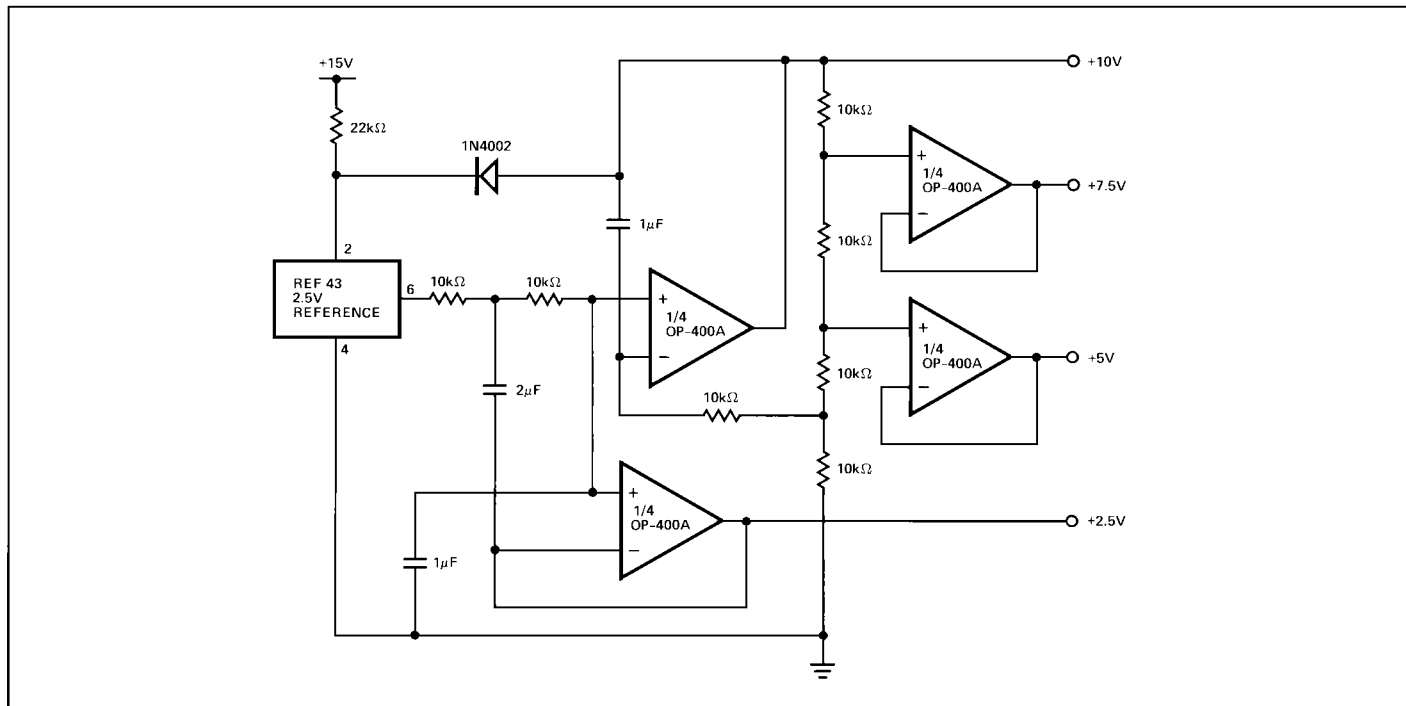 +15V
22kΩ
1N4002
1μF
2
REF 43
2.5V
REFERENCE
6
4
10kΩ
10kΩ
2μF
1μF
+
1/4
OP-400A
−
10kΩ
+
1/4
OP-400A
−
10kΩ
10kΩ
10kΩ
10kΩ
+
1/4
OP-400A
−
+
1/4
OP-400A
−
+10V
+7.5V
+5V
+2.5V